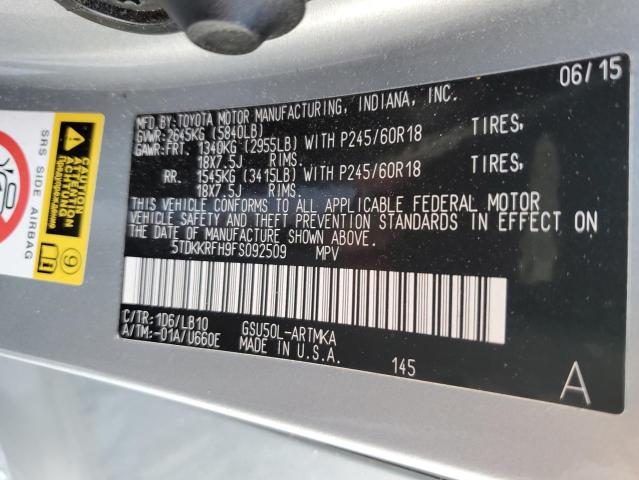 06/15
MFD.BY:TOYOTA MOTOR MANUFACTURING, INDIANA, INC.
GVWR:2645KG (5840LB)
GAWR:FRT. 1340KG (2955LB) WITH P245/60R18 TIRES,
18X7.5J RIMS.
RR. 1545KG (3415LB) WITH P245/60R18 TIRES,
18X7.5J RIMS.
THIS VEHICLE CONFORMS TO ALL APPLICABLE FEDERAL MOTOR
VEHICLE SAFETY AND THEFT PREVENTION STANDARDS IN EFFECT ON
THE DATE OF MANUFACTURE SHOWN ABOVE.
5TDKKRFH9FS092509 MPV
C/TR:1D6/LB10 GSU50L-ARTMKA
A/TM:-01A/U660E MADE IN U.S.A.
145
A
SRS SIDE AIRBAG
CAUTION
9